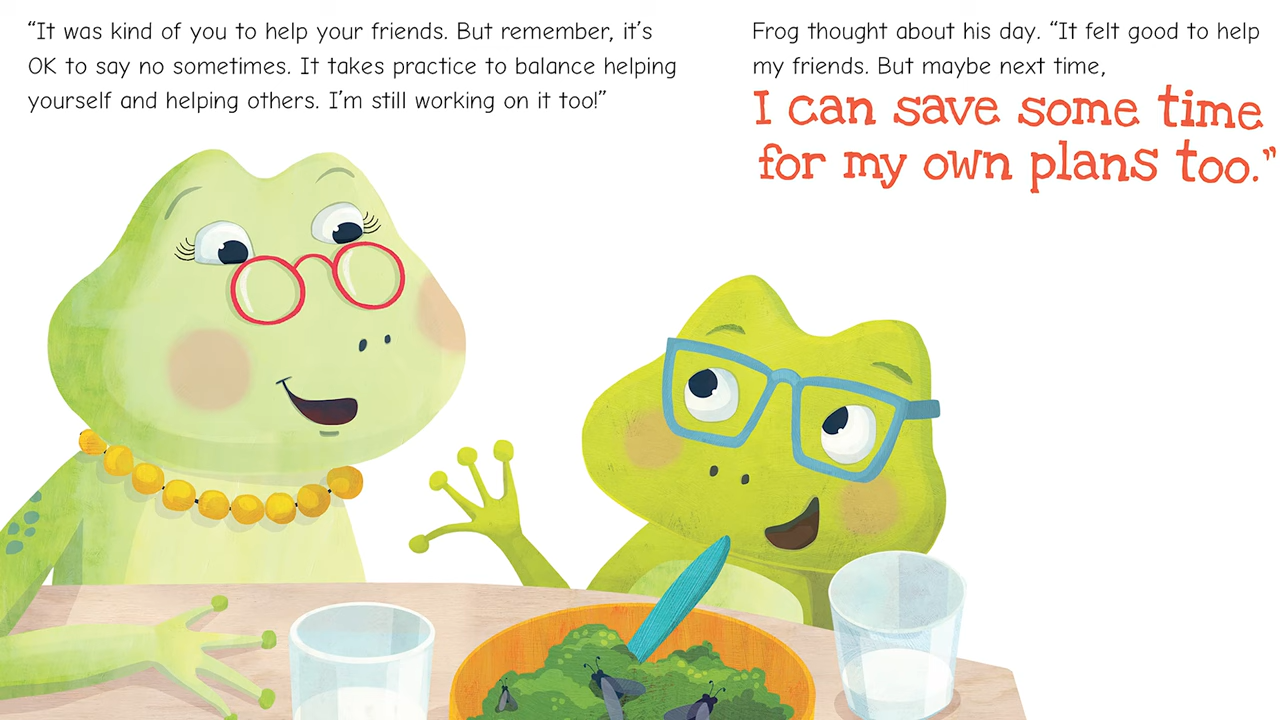 “It was kind of you to help your friends. But remember, it’s
OK to say no sometimes. It takes practice to balance helping
yourself and helping others. I’m still working on it too!”
Frog thought about his day. “It felt good to help
my friends. But maybe next time,
I can save some time
for my own plans too.”